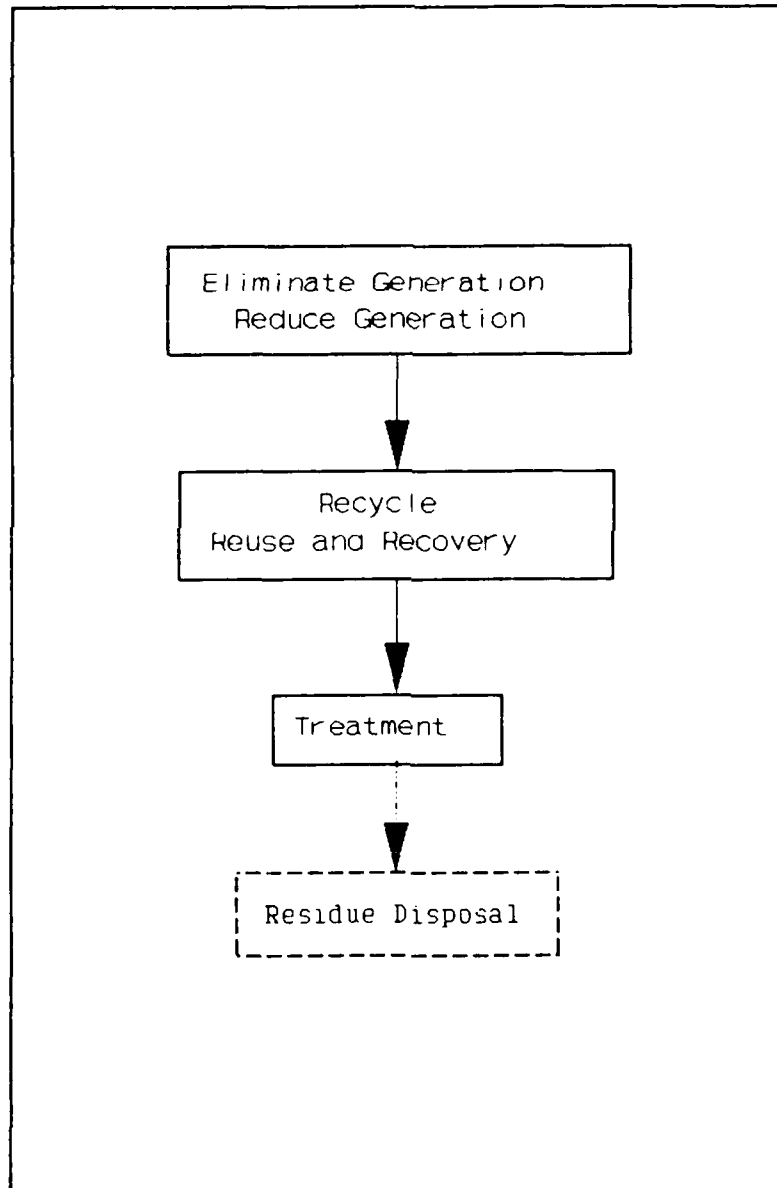 Eliminate Generation
Reduce Generation
Recycle
Reuse and Recovery
Treatment
Residue Disposal